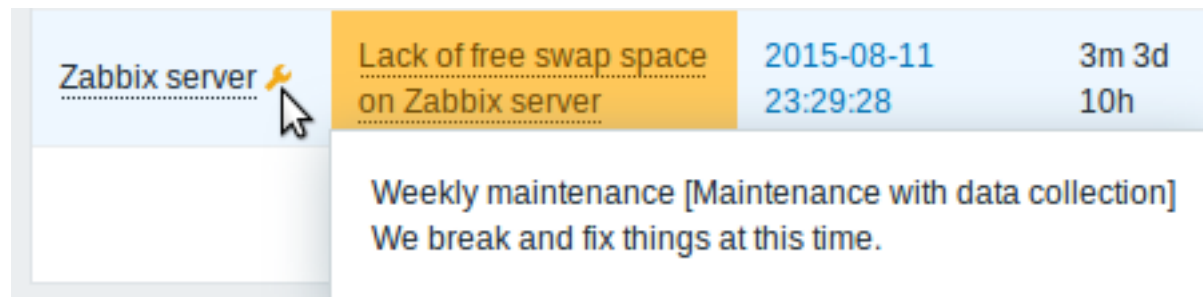 Zabbix server
Lack of free swap space
on Zabbix server
2015-08-11
23:29:28
3m 3d
10h
Weekly maintenance [Maintenance with data collection]
We break and fix things at this time.